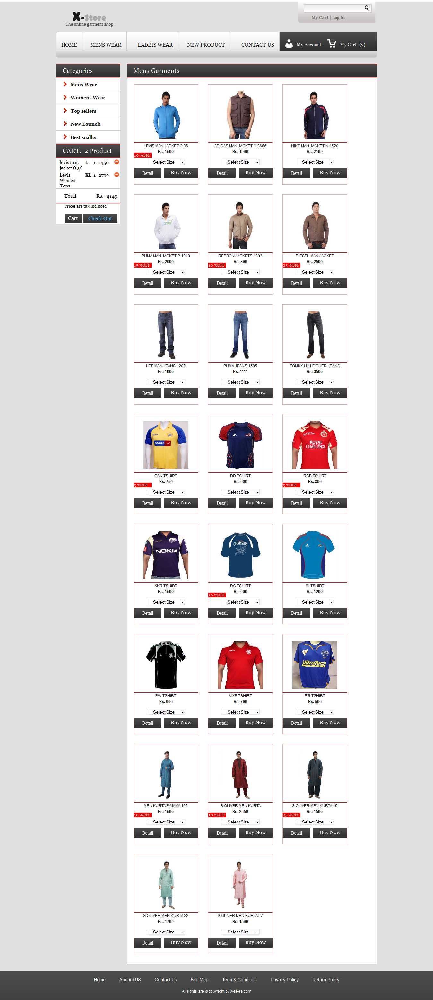 X-Store
The online garment shop
My Cart | Log In
HOME
MENS WEAR
LADEIS WEAR
NEW PRODUCT
CONTACT US
My Account
My Cart : (2)
Categories
Mens Wear
Womens Wear
Top sellers
New Lounch
Best sealler
CART: 2 Product
levis man L 1 1350
jacket O 36
Levis XL 1 2799
Women
Tops
Total Rs. 4149
Prices are tax Included
Cart
Check Out
Mens Garments
LEVIS MAN JACKET O 36
Rs. 1500
10 %OFF
Select Size
Detail Buy Now
ADIDAS MAN JACKET O 3686
Rs. 1999
Select Size
Detail Buy Now
NIKE MAN JACKET N 1520
Rs. 2199
Select Size
Detail Buy Now
PUMA MAN JACKET P 1010
Rs. 2000
15 %OFF
Select Size
Detail Buy Now
REBBOK JACKETS 1303
Rs. 899
10 %OFF
Select Size
Detail Buy Now
DIESEL MAN JACKET
Rs. 2500
25 %OFF
Select Size
Detail Buy Now
LEE MAN JEANS 1202
Rs. 1000
Select Size
Detail Buy Now
PUMA JEANS 1505
Rs. 1111
Select Size
Detail Buy Now
TOMMY HILLFIGHER JEANS
Rs. 3500
Select Size
Detail Buy Now
AIRCEL
CSK TSHIRT
Rs. 750
5 %OFF
Select Size
Detail Buy Now
DD TSHIRT
Rs. 600
Select Size
Detail Buy Now
ROYAL
CHALLENGE
RCB TSHIRT
Rs. 800
5 %OFF
Select Size
Detail Buy Now
NOKIA
KKR TSHIRT
Rs. 1500
Select Size
Detail Buy Now
CHARGERS
DC TSHIRT
Rs. 600
10 %OFF
Select Size
Detail Buy Now
MI TSHIRT
Rs. 1200
Select Size
Detail Buy Now
PW TSHIRT
Rs. 900
Select Size
Detail Buy Now
KIXP TSHIRT
Rs. 799
Select Size
Detail Buy Now
UltraTech
CEMENT
RR TSHIRT
Rs. 500
Select Size
Detail Buy Now
MEN KURTA PYJAMA 102
Rs. 1590
10 %OFF
Select Size
Detail Buy Now
S OLIVER MEN KURTA
Rs. 2550
10 %OFF
Select Size
Detail Buy Now
S OLIVER MEN KURTA 15
Rs. 1590
25 %OFF
Select Size
Detail Buy Now
S OLIVER MEN KURTA 22
Rs. 1799
Select Size
Detail Buy Now
S OLIVER MEN KURTA 27
Rs. 1590
Select Size
Detail Buy Now
Home
Abount US
Contact Us
Site Map
Term & Condition
Privacy Policy
Return Policy
All rights are © copyright by X-store.com